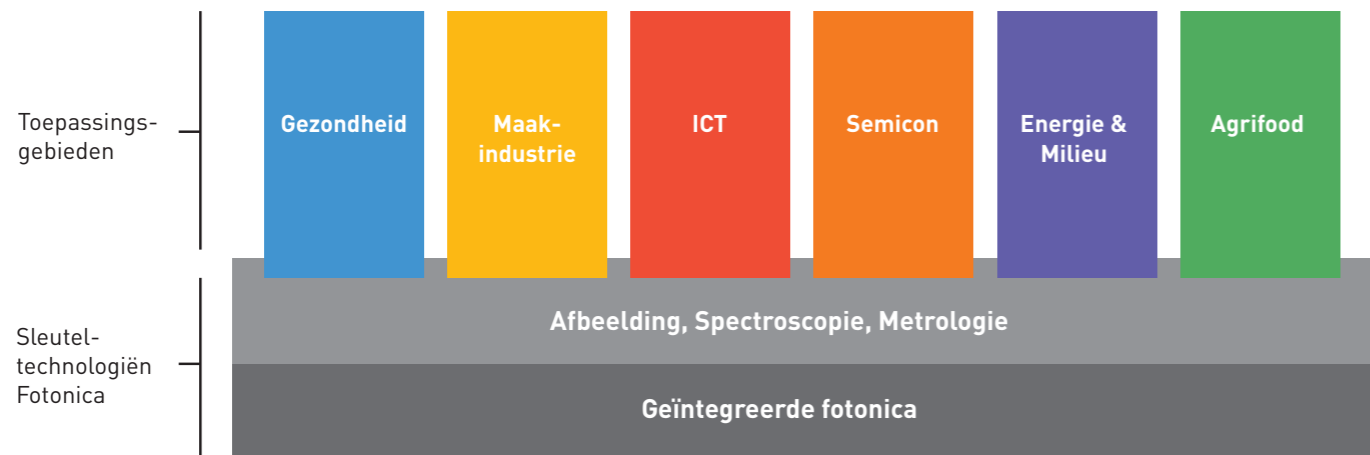 Toepassings-
gebieden
Gezondheid
Maak-
industrie
ICT
Semicon
Energie &
Milieu
Agrifood
Sleutel-
technologiën
Fotonica
Afbeelding, Spectroscopie, Metrologie
Geïntegreerde fotonica